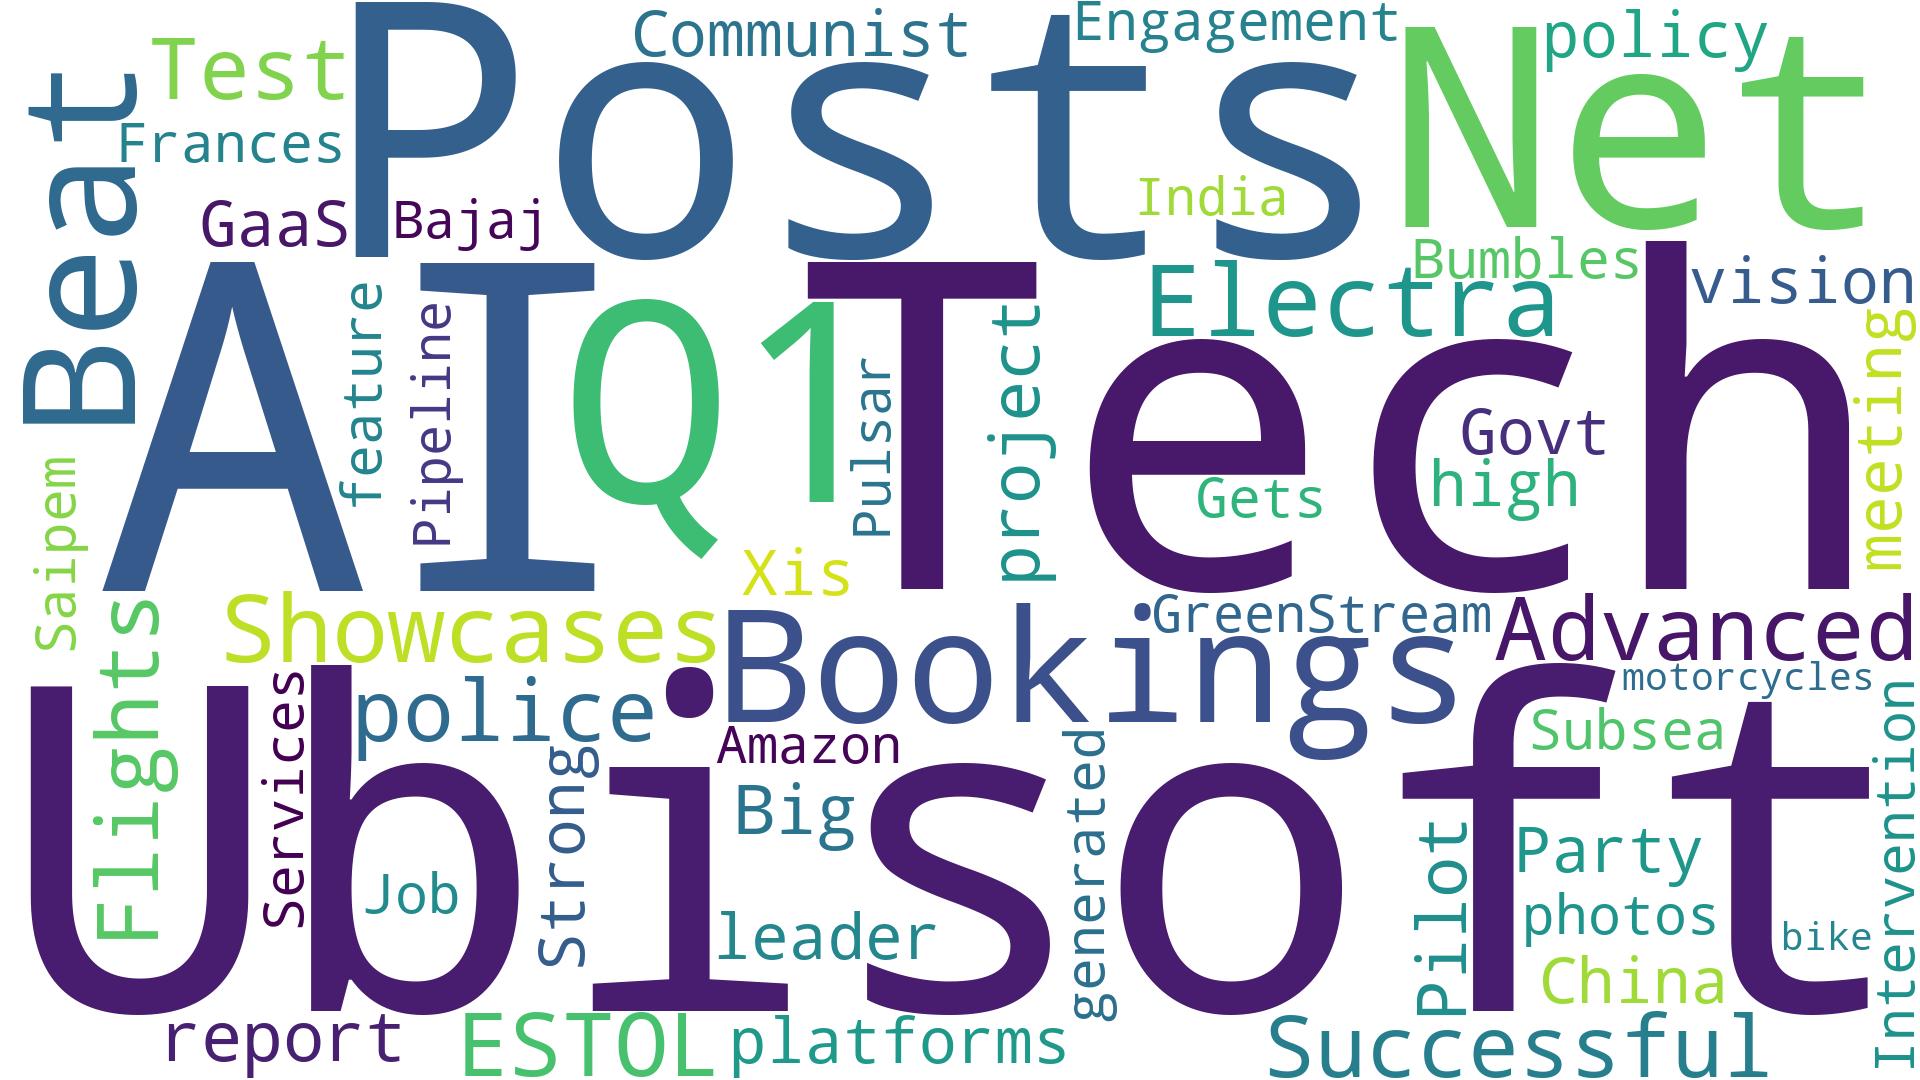 Communist
Engagement
policy
Test
Posts
Net
Beat
Frances
GaaS
Bajaj
India
Bumbles
vision
Electra
AI
Q1
Tech
feature
Pipeline
Pulsar
project
Govt
high
Gets
meeting
Saipem
Xis
Showcases
Bookings
GreenStream
Advanced
motorcycles
Flights
Services
police
Amazon
Subsea
Ubisoft
Strong
Big
generated
Intervention
Job
leader
Pilot
Party
photos
bike
China
report
ESTOL
platforms
Successful